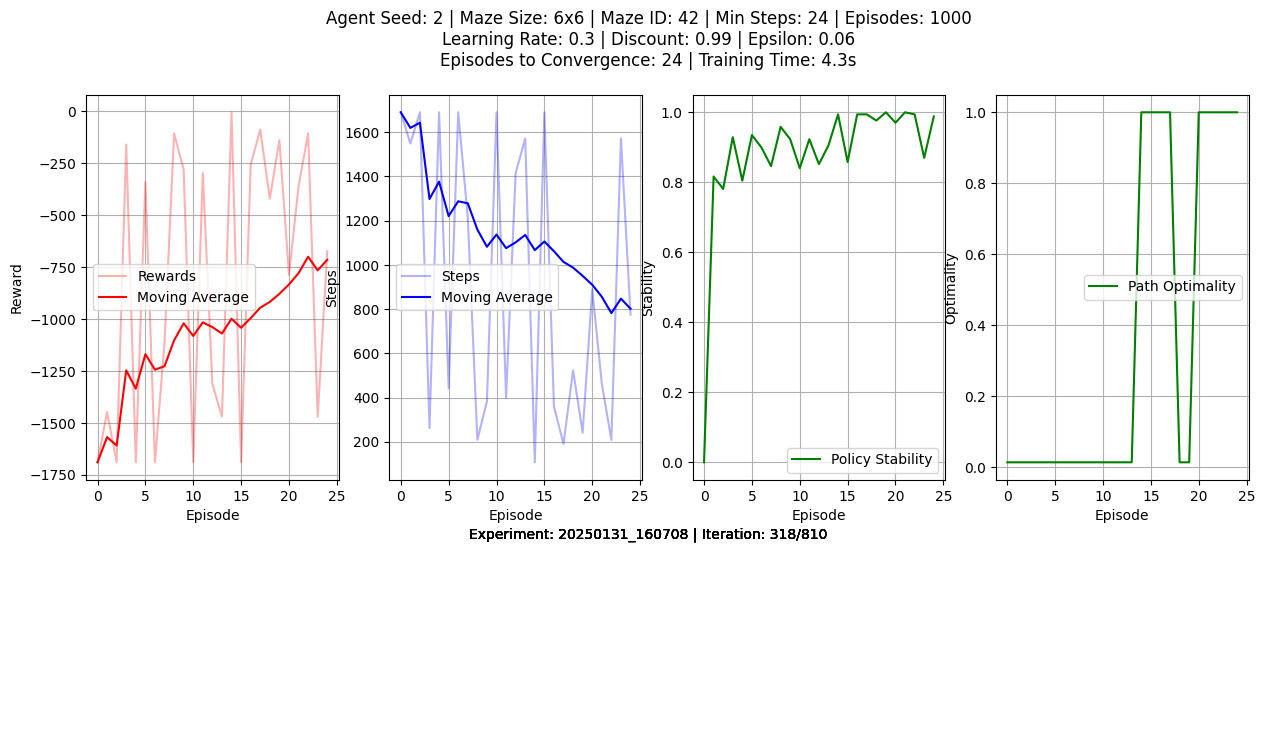 Agent Seed: 2 | Maze Size: 6x6 | Maze ID: 42 | Min Steps: 24 | Episodes: 1000
Learning Rate: 0.3 | Discount: 0.99 | Epsilon: 0.06
Episodes to Convergence: 24 | Training Time: 4.3s
Reward
0
−250
−500
−750
−1000
−1250
−1500
−1750
Rewards
Moving Average
0 5 10 15 20 25
Episode
Steps
1600
1400
1200
1000
800
600
400
200
Steps
Moving Average
0 5 10 15 20 25
Episode
Stability
1.0
0.8
0.6
0.4
0.2
0.0
Policy Stability
0 5 10 15 20 25
Episode
Optimality
1.0
0.8
0.6
0.4
0.2
0.0
Path Optimality
0 5 10 15 20 25
Episode
Experiment: 20250131_160708 | Iteration: 318/810